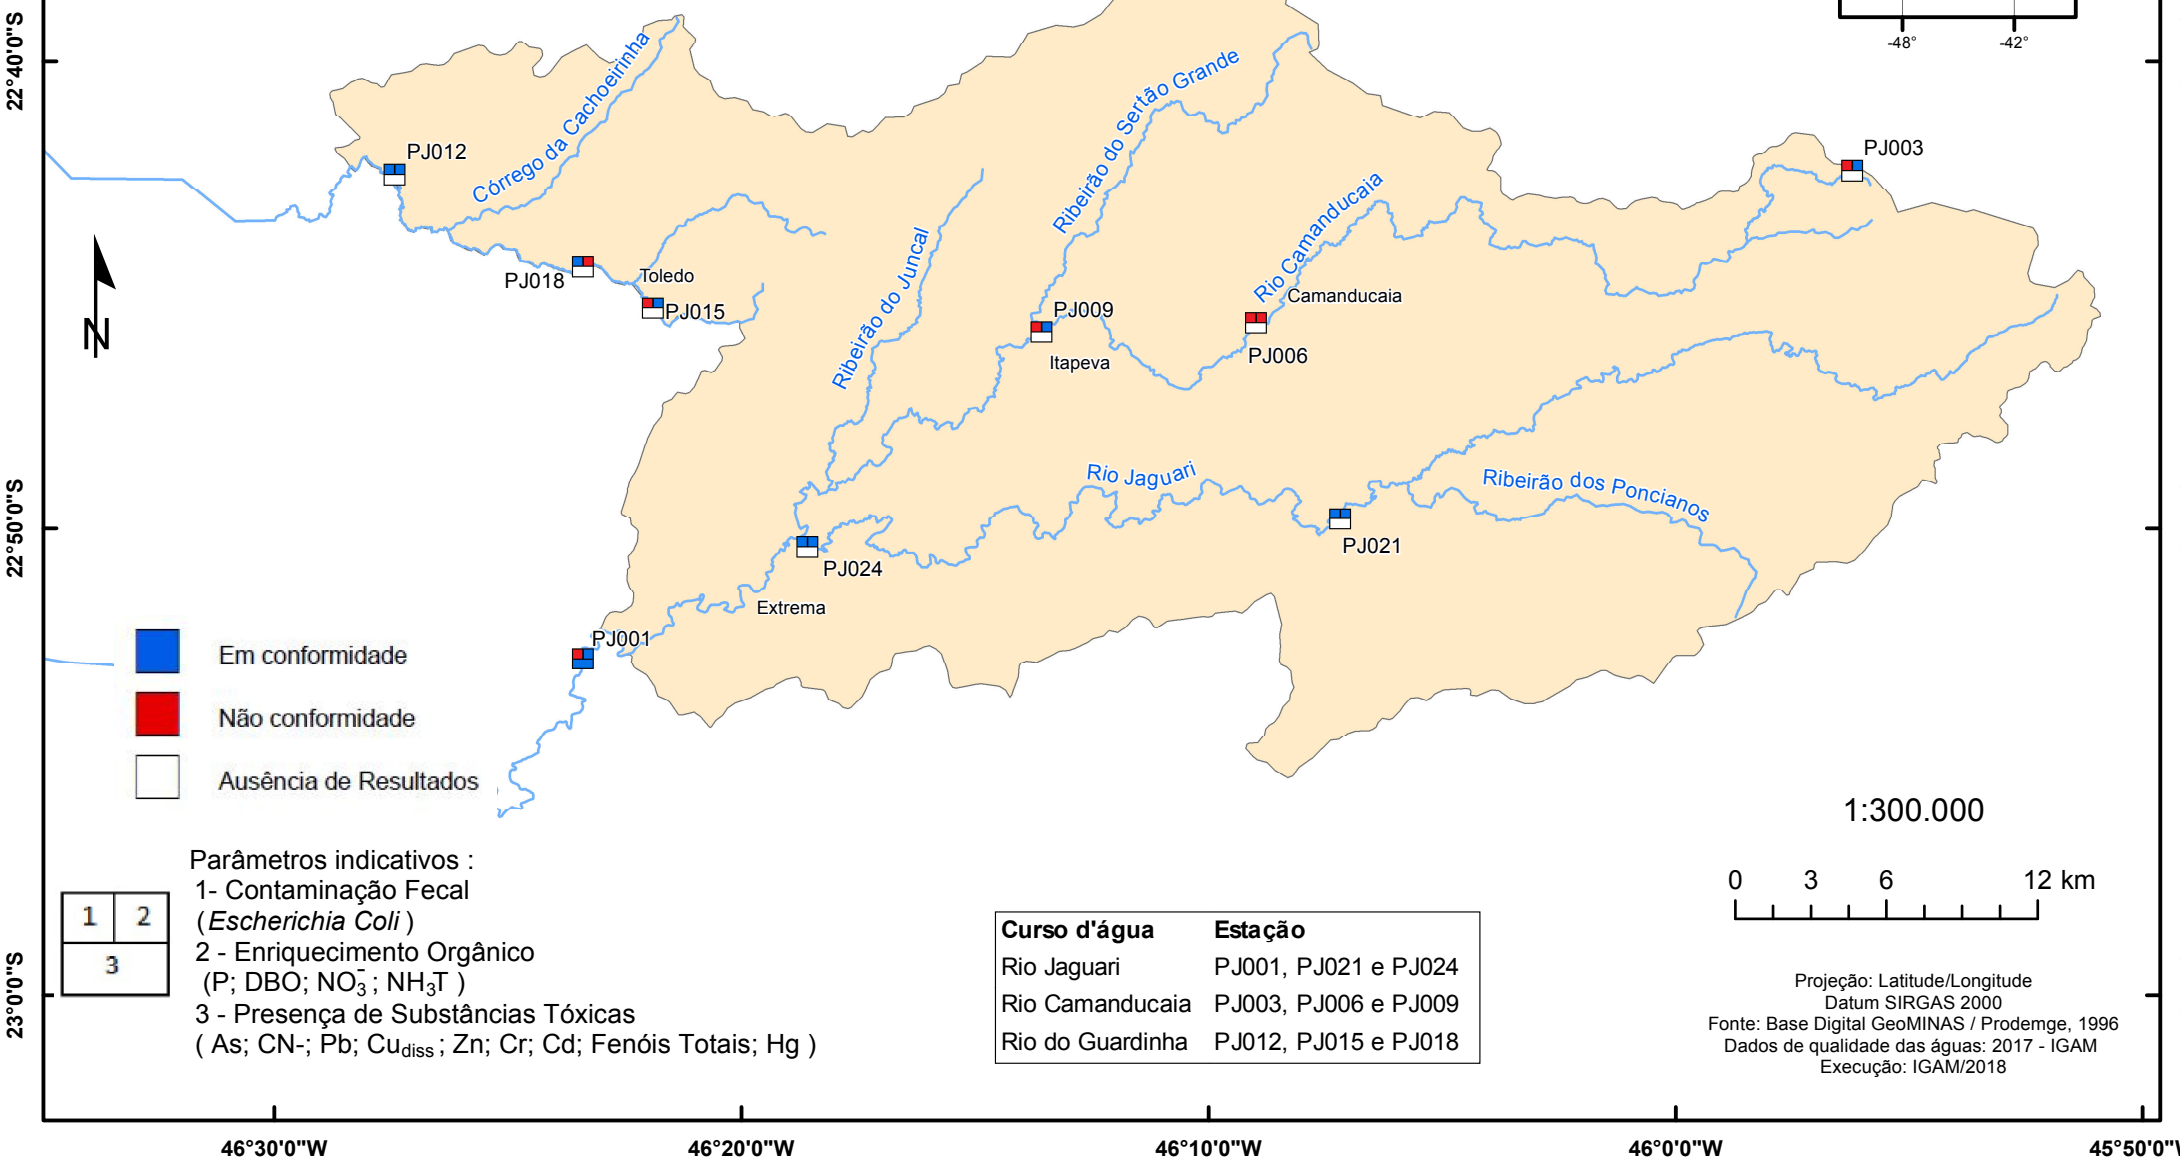 -48°
-42°
22°40'0"S
22°50'0"S
23°0'0"S
Córrego da Cachoeirinha
Ribeirão do Sertão Grande
PJ012
PJ003
Rio Camanducaia
Ribeirão do Juncal
PJ018
Toledo
PJ015
PJ009
Itapeva
Camanducaia
PJ006
N
Rio Jaguari
Ribeirão dos Poncianos
PJ021
PJ024
Extrema
PJ001
Em conformidade
Não conformidade
Ausência de Resultados
Parâmetros indicativos :
1- Contaminação Fecal
(Escherichia Coli )
2 - Enriquecimento Orgânico
(P; DBO; NO₃⁻; NH₃T )
3 - Presença de Substâncias Tóxicas
( As; CN-; Pb; Cu diss ; Zn; Cr; Cd; Fenóis Totais; Hg )
1 2
3
Curso d'água Estação
Rio Jaguari PJ001, PJ021 e PJ024
Rio Camanducaia PJ003, PJ006 e PJ009
Rio do Guardinha PJ012, PJ015 e PJ018
1:300.000
0 3 6 12 km
Projeção: Latitude/Longitude
Datum SIRGAS 2000
Fonte: Base Digital GeoMINAS / Prodemge, 1996
Dados de qualidade das águas: 2017 - IGAM
Execução: IGAM/2018
46°30'0"W
46°20'0"W
46°10'0"W
46°0'0"W
45°50'0"W